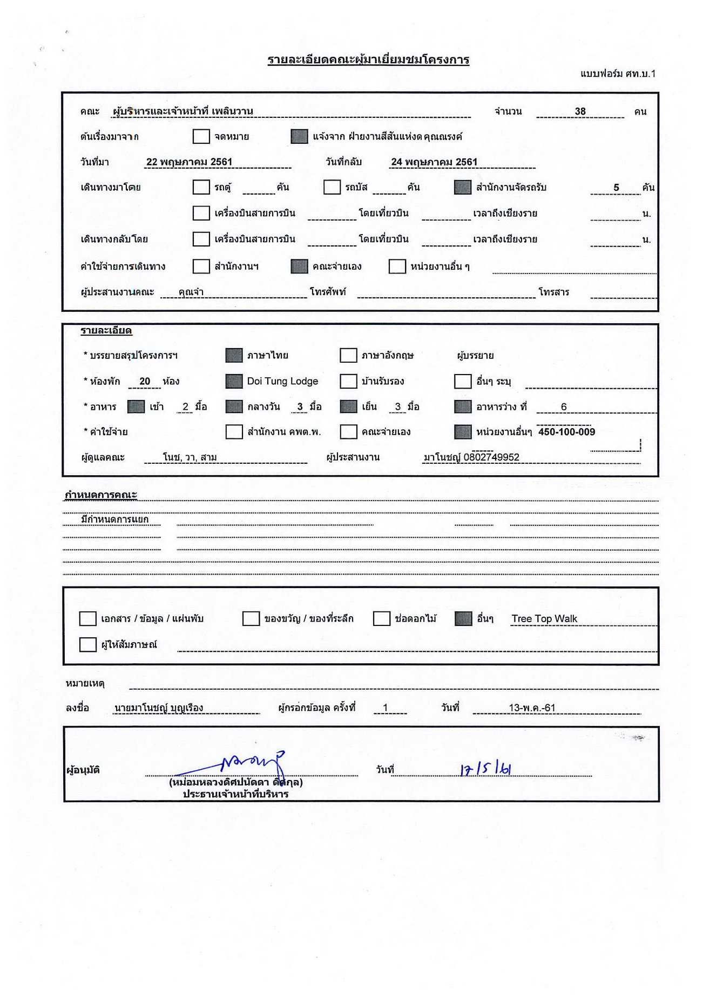 รายละเอียดคณะผู้มาเยี่ยมชมโครงการ
แบบฟอร์ม ศท.บ.1
คณะ ผู้บริหารและเจ้าหน้าที่ เพลินวาน จำนวน 38 คน
ต้นเรื่องมาจาก จดหมาย แจ้งจาก ฝ่ายงานสีสันแห่งด คุณณรงค์
วันที่มา 22 พฤษภาคม 2561 วันที่กลับ 24 พฤษภาคม 2561
เดินทางมาโดย รถตู้ คัน รถบัส คัน สำนักงานจัดรถรับ 5 คัน
เครื่องบินสายการบิน โดยเที่ยวบิน เวลาถึงเชียงราย น.
เดินทางกลับโดย เครื่องบินสายการบิน โดยเที่ยวบิน เวลาถึงเชียงราย น.
ค่าใช้จ่ายการเดินทาง สำนักงานฯ คณะจ่ายเอง หน่วยงานอื่น ๆ
ผู้ประสานงานคณะ คุณจำ โทรศัพท์ โทรสาร
รายละเอียด
* บรรยายสรุปโครงการฯ ภาษาไทย ภาษาอังกฤษ ผู้บรรยาย
* ห้องพัก 20 ห้อง Doi Tung Lodge บ้านรับรอง อื่นๆ ระบุ
* อาหาร เช้า 2 มื้อ กลางวัน 3 มื้อ เย็น 3 มื้อ อาหารว่าง ที่ 6
* ค่าใช้จ่าย สำนักงาน คพต.พ. คณะจ่ายเอง หน่วยงานอื่นๆ 450-100-009
ผู้ดูแลคณะ โนช, วา, สาม ผู้ประสานงาน มาโนชญ์ 0802749952
กำหนดการคณะ
มีกำหนดการแยก
เอกสาร / ข้อมูล / แผ่นพับ ของขวัญ / ของที่ระลึก ช่อดอกไม้ อื่นๆ Tree Top Walk
ผู้ให้สัมภาษณ์
หมายเหตุ
ลงชื่อ นายมาโนชญ์ บุญเรือง ผู้กรอกข้อมูล ครั้งที่ 1 วันที่ 13-พ.ค.-61
ผู้อนุมัติ วันที่ 17/5/61
(หม่อมหลวงดิศปนัดดา ดิศกุล)
ประธานเจ้าหน้าที่บริหาร